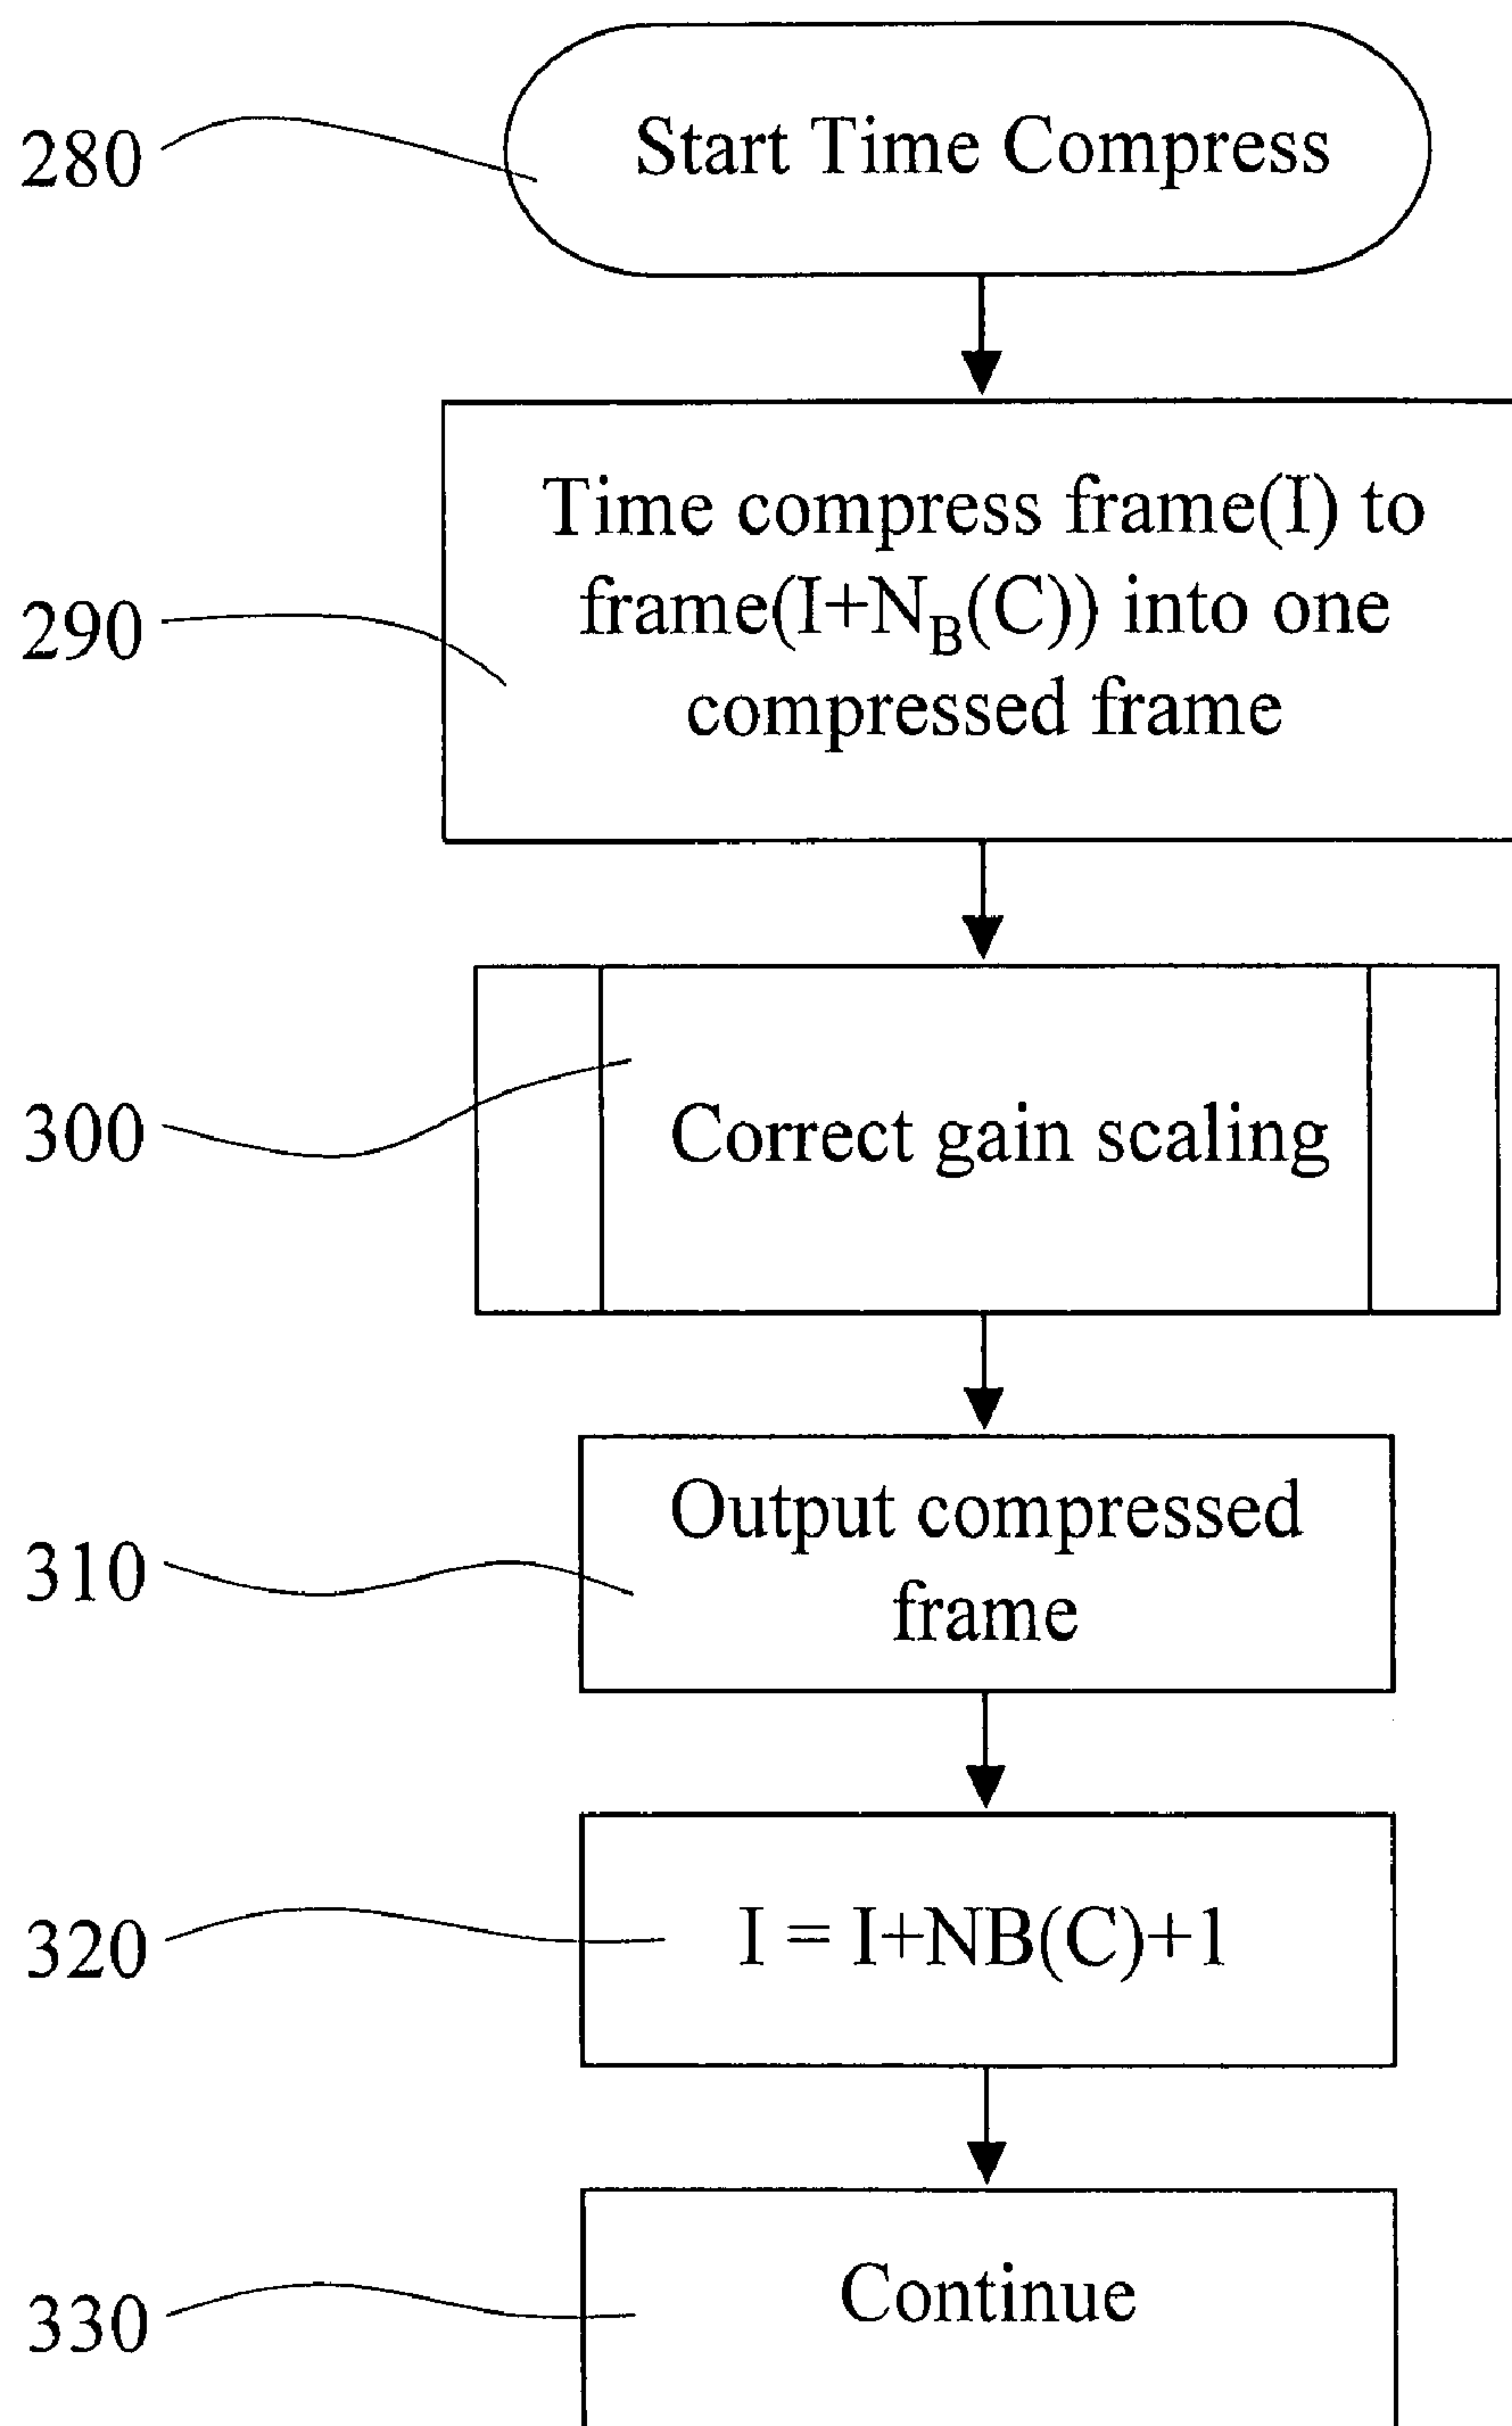 280
Start Time Compress
290
Time compress frame(I) to
frame(I+N_B(C)) into one
compressed frame
300
Correct gain scaling
310
Output compressed
frame
320
I = I+NB(C)+1
330
Continue